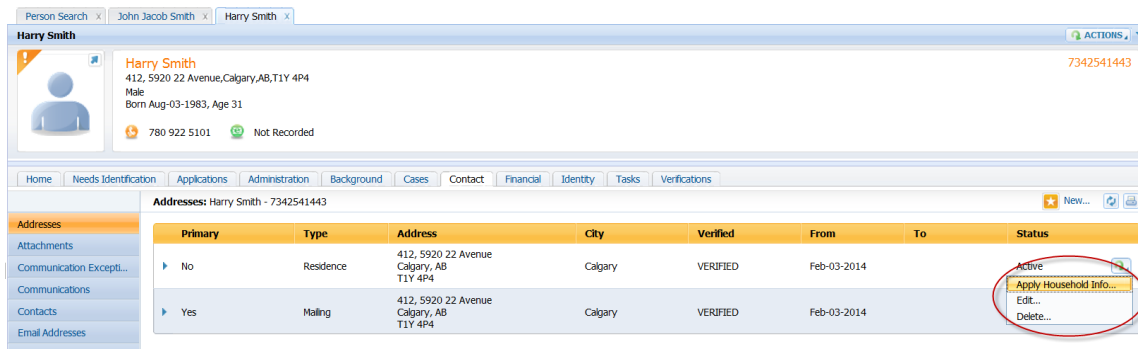 Person Search x John Jacob Smith x Harry Smith x
Harry Smith ACTIONS
Harry Smith 7342541443
412, 5920 22 Avenue,Calgary,AB,T1Y 4P4
Male
Born Aug-03-1983, Age 31
780 922 5101 Not Recorded
Home Needs Identification Applications Administration Background Cases Contact Financial Identity Tasks Verifications
Addresses: Harry Smith - 7342541443 New...
Addresses
Attachments
Communication Excepti...
Communications
Contacts
Email Addresses
Primary Type Address City Verified From To Status
No Residence 412, 5920 22 Avenue Calgary VERIFIED Feb-03-2014 Active
Calgary, AB
T1Y 4P4
Apply Household Info...
Edit...
Delete...
Yes Mailing 412, 5920 22 Avenue Calgary VERIFIED Feb-03-2014
Calgary, AB
T1Y 4P4